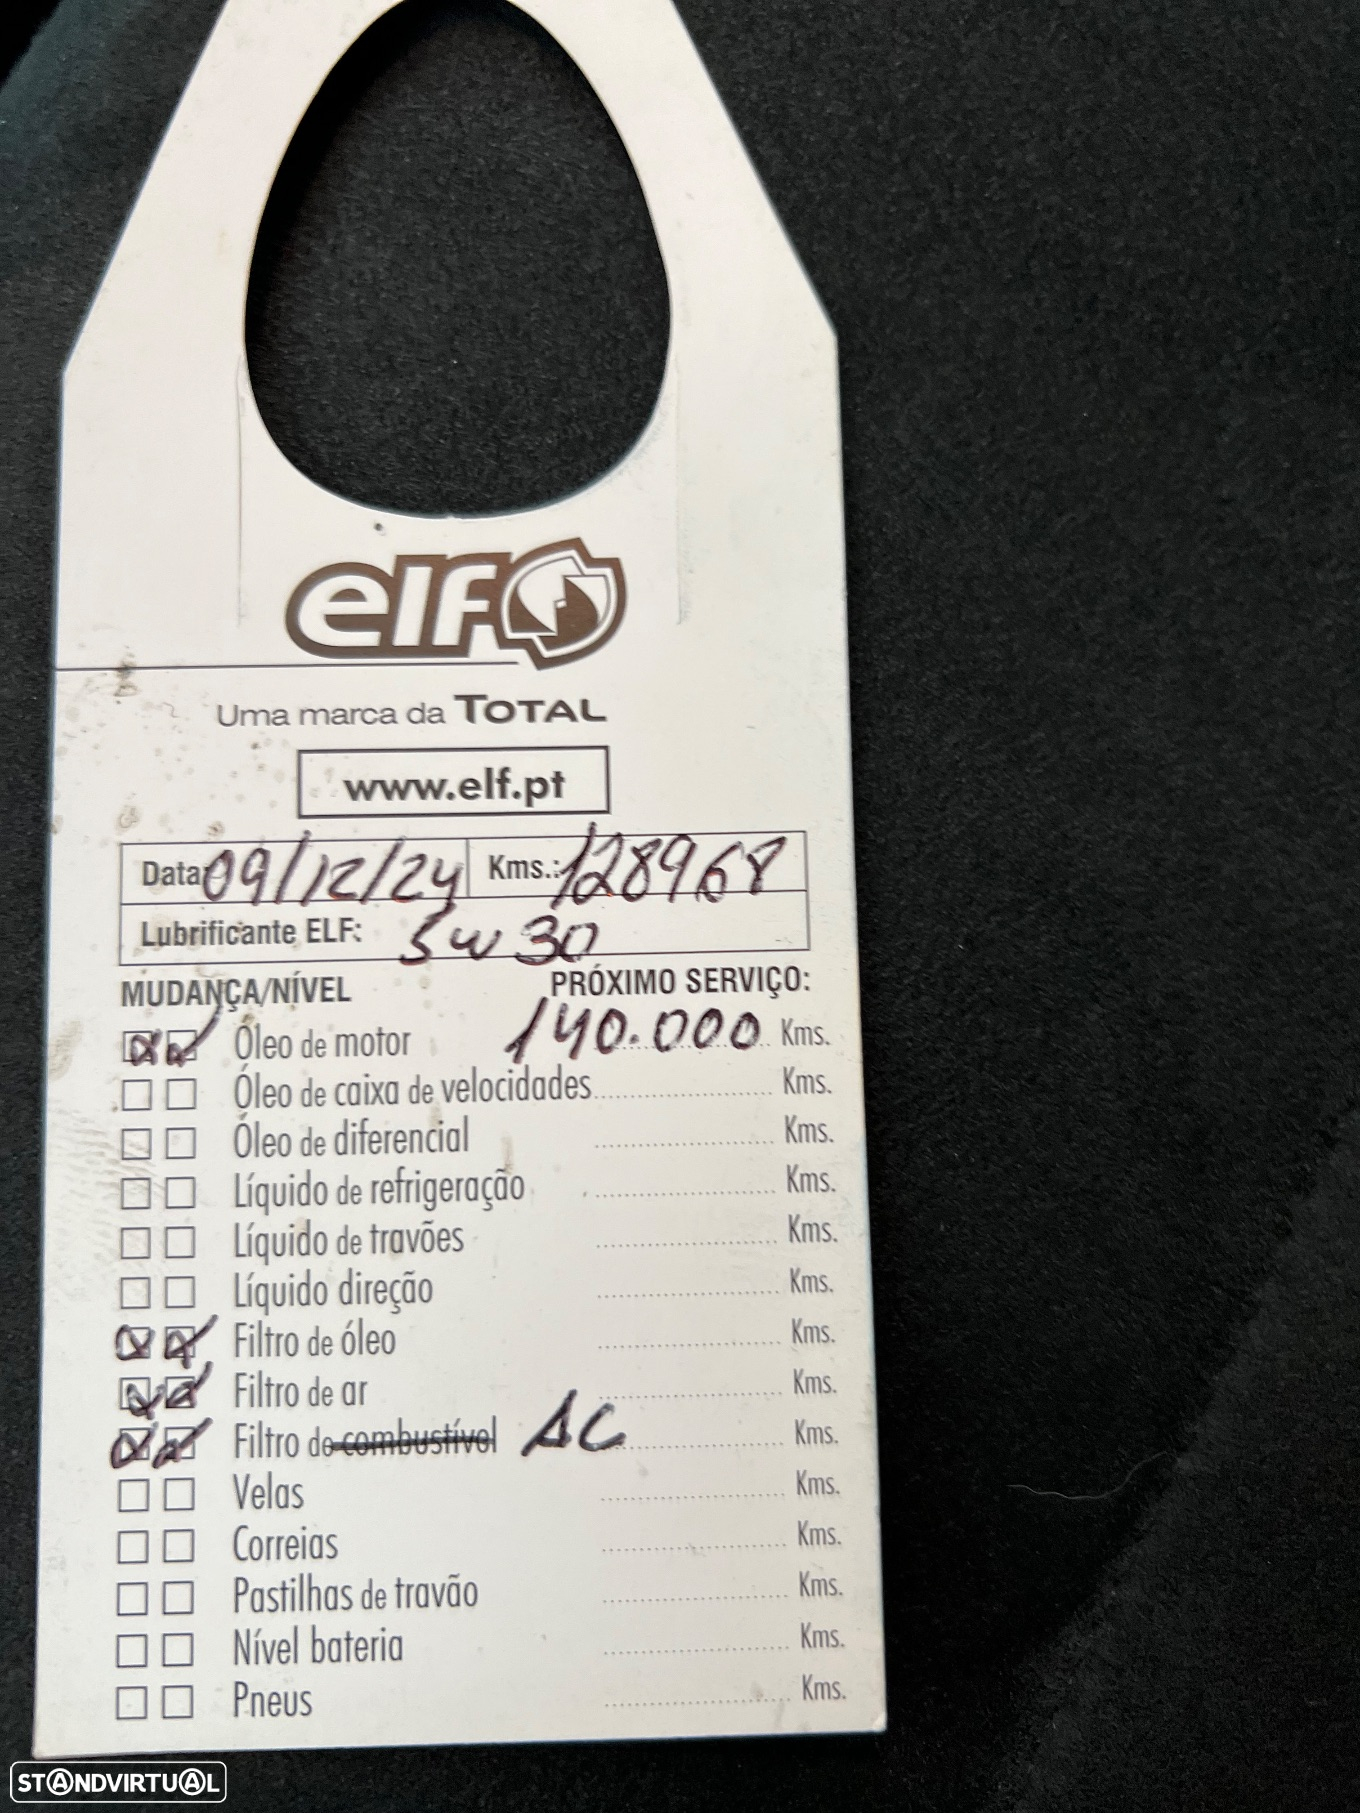 elf
Uma marca da TOTAL
www.elf.pt
Data: 09/12/24 Kms.: 128968
Lubrificante ELF: 5w30
MUDANÇA/NÍVEL PRÓXIMO SERVIÇO:
Óleo de motor 140.000 Kms.
Óleo de caixa de velocidades Kms.
Óleo de diferencial Kms.
Líquido de refrigeração Kms.
Líquido de travões Kms.
Líquido direção Kms.
Filtro de óleo Kms.
Filtro de ar Kms.
Filtro de combustível AC Kms.
Velas Kms.
Correias Kms.
Pastilhas de travão Kms.
Nível bateria Kms.
Pneus Kms.
STANDVIRTUAL